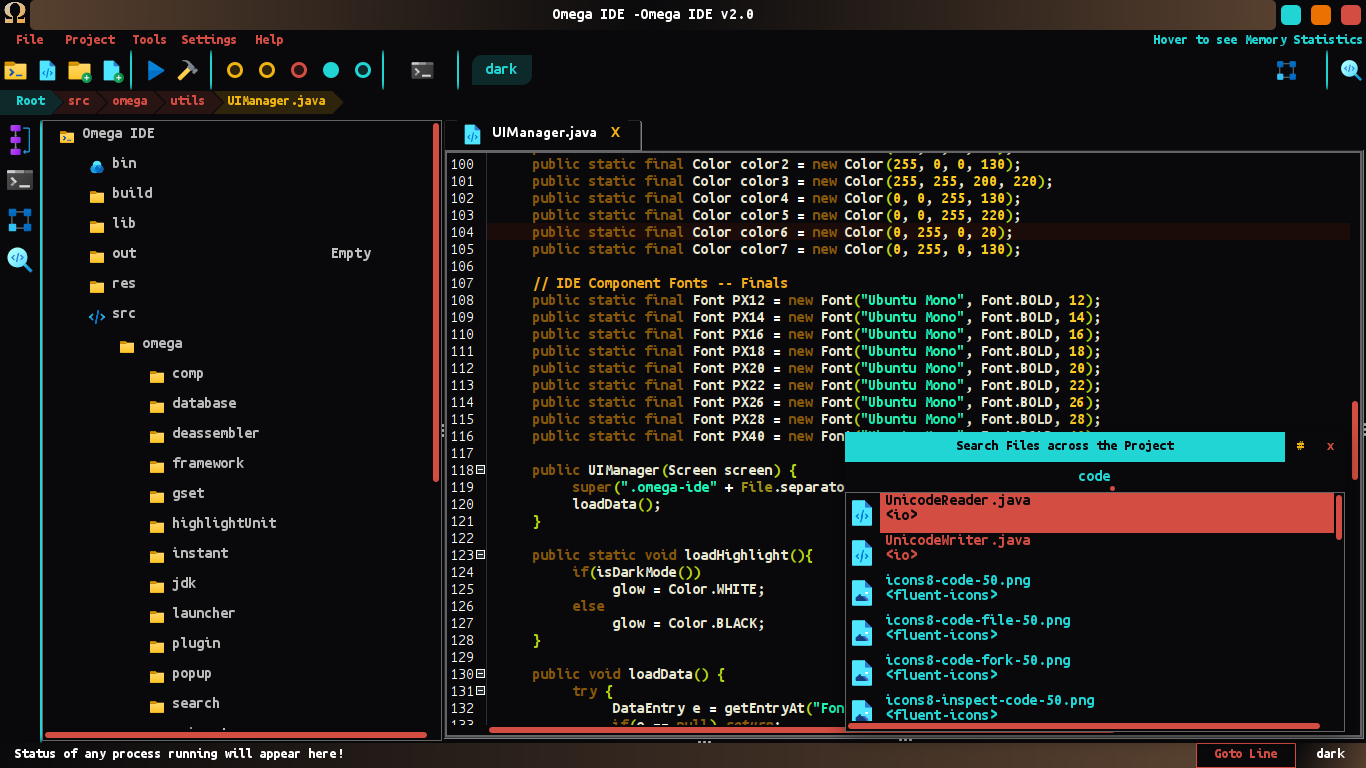 Ω
Omega IDE -Omega IDE v2.0
File Project Tools Settings Help
Hover to see Memory Statistics
dark
Root src omega utils UIManager.java
Omega IDE
bin
build
lib
out Empty
res
src
omega
comp
database
deassembler
framework
gset
highlightUnit
instant
jdk
launcher
plugin
popup
search
UIManager.java X
100 public static final Color color2 = new Color(255, 0, 0, 130);
101 public static final Color color3 = new Color(255, 255, 200, 220);
102 public static final Color color4 = new Color(0, 0, 255, 130);
103 public static final Color color5 = new Color(0, 0, 255, 220);
104 public static final Color color6 = new Color(0, 255, 0, 20);
105 public static final Color color7 = new Color(0, 255, 0, 130);
106
107 // IDE Component Fonts -- Finals
108 public static final Font PX12 = new Font("Ubuntu Mono", Font.BOLD, 12);
109 public static final Font PX14 = new Font("Ubuntu Mono", Font.BOLD, 14);
110 public static final Font PX16 = new Font("Ubuntu Mono", Font.BOLD, 16);
111 public static final Font PX18 = new Font("Ubuntu Mono", Font.BOLD, 18);
112 public static final Font PX20 = new Font("Ubuntu Mono", Font.BOLD, 20);
113 public static final Font PX22 = new Font("Ubuntu Mono", Font.BOLD, 22);
114 public static final Font PX26 = new Font("Ubuntu Mono", Font.BOLD, 26);
115 public static final Font PX28 = new Font("Ubuntu Mono", Font.BOLD, 28);
116 public static final Font PX40 = new Fon
117
118 public UIManager(Screen screen) {
119 super(".omega-ide" + File.separato
120 loadData();
121 }
122
123 public static void loadHighlight(){
124 if(isDarkMode())
125 glow = Color.WHITE;
126 else
127 glow = Color.BLACK;
128 }
129
130 public void loadData() {
131 try {
132 DataEntry e = getEntryAt("Fon
133 if(e == null) return;
Search Files across the Project # x
code
UnicodeReader.java
<io>
UnicodeWriter.java
<io>
icons8-code-50.png
<fluent-icons>
icons8-code-file-50.png
<fluent-icons>
icons8-code-fork-50.png
<fluent-icons>
icons8-inspect-code-50.png
<fluent-icons>
Status of any process running will appear here!
Goto Line
dark